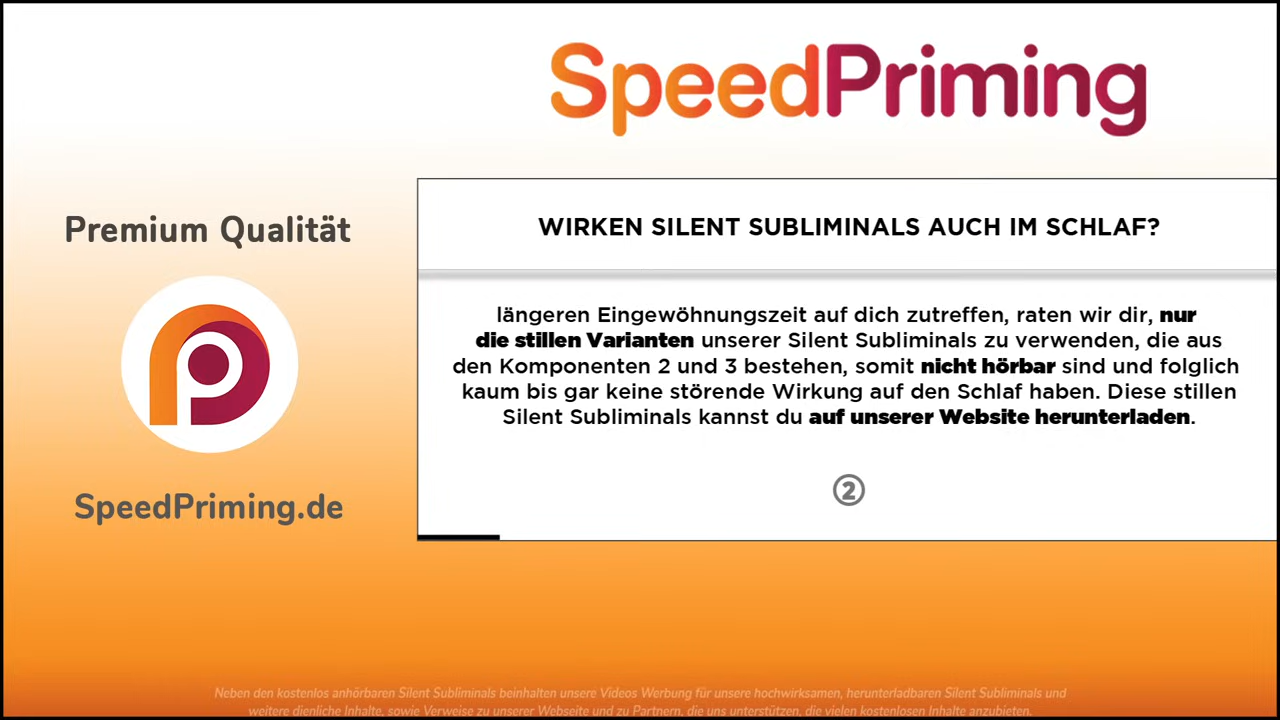 SpeedPriming
Premium Qualität
SpeedPriming.de
WIRKEN SILENT SUBLIMINALS AUCH IM SCHLAF?
längeren Eingewöhnungszeit auf dich zutreffen, raten wir dir, nur
die stillen Varianten unserer Silent Subliminals zu verwenden, die aus
den Komponenten 2 und 3 bestehen, somit nicht hörbar sind und folglich
kaum bis gar keine störende Wirkung auf den Schlaf haben. Diese stillen
Silent Subliminals kannst du auf unserer Website herunterladen.
②
Neben den kostenlos anhörbaren Silent Subliminals beinhalten unsere Videos Werbung für unsere hochwirksamen, herunterladbaren Silent Subliminals und
weitere dienliche Inhalte, sowie Verweise zu unserer Webseite und zu Partnern, die uns unterstützen, die vielen kostenlosen Inhalte anzubieten.